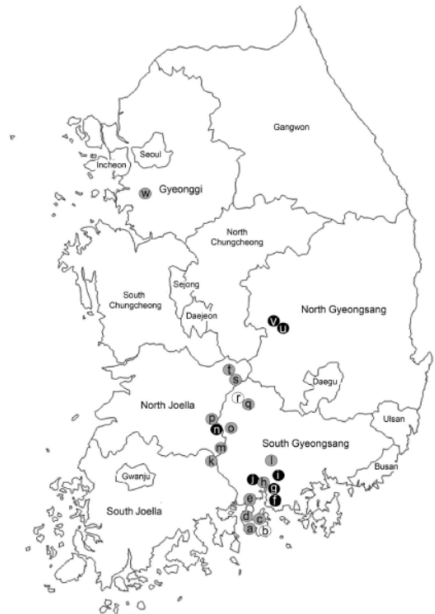 Gangwon
Seoul
Incheon
w
Gyeonggi
North
Chungcheong
Sejong
South
Chungcheong
Daejeon
v
u
North Gyeongsang
t
s
Daegu
r
q
North Joella
p
n
o
Ulsan
South Gyeongsang
m
Busan
k
l
Gwanju
j
i
h
g
South Joella
e
f
d
c
a
b